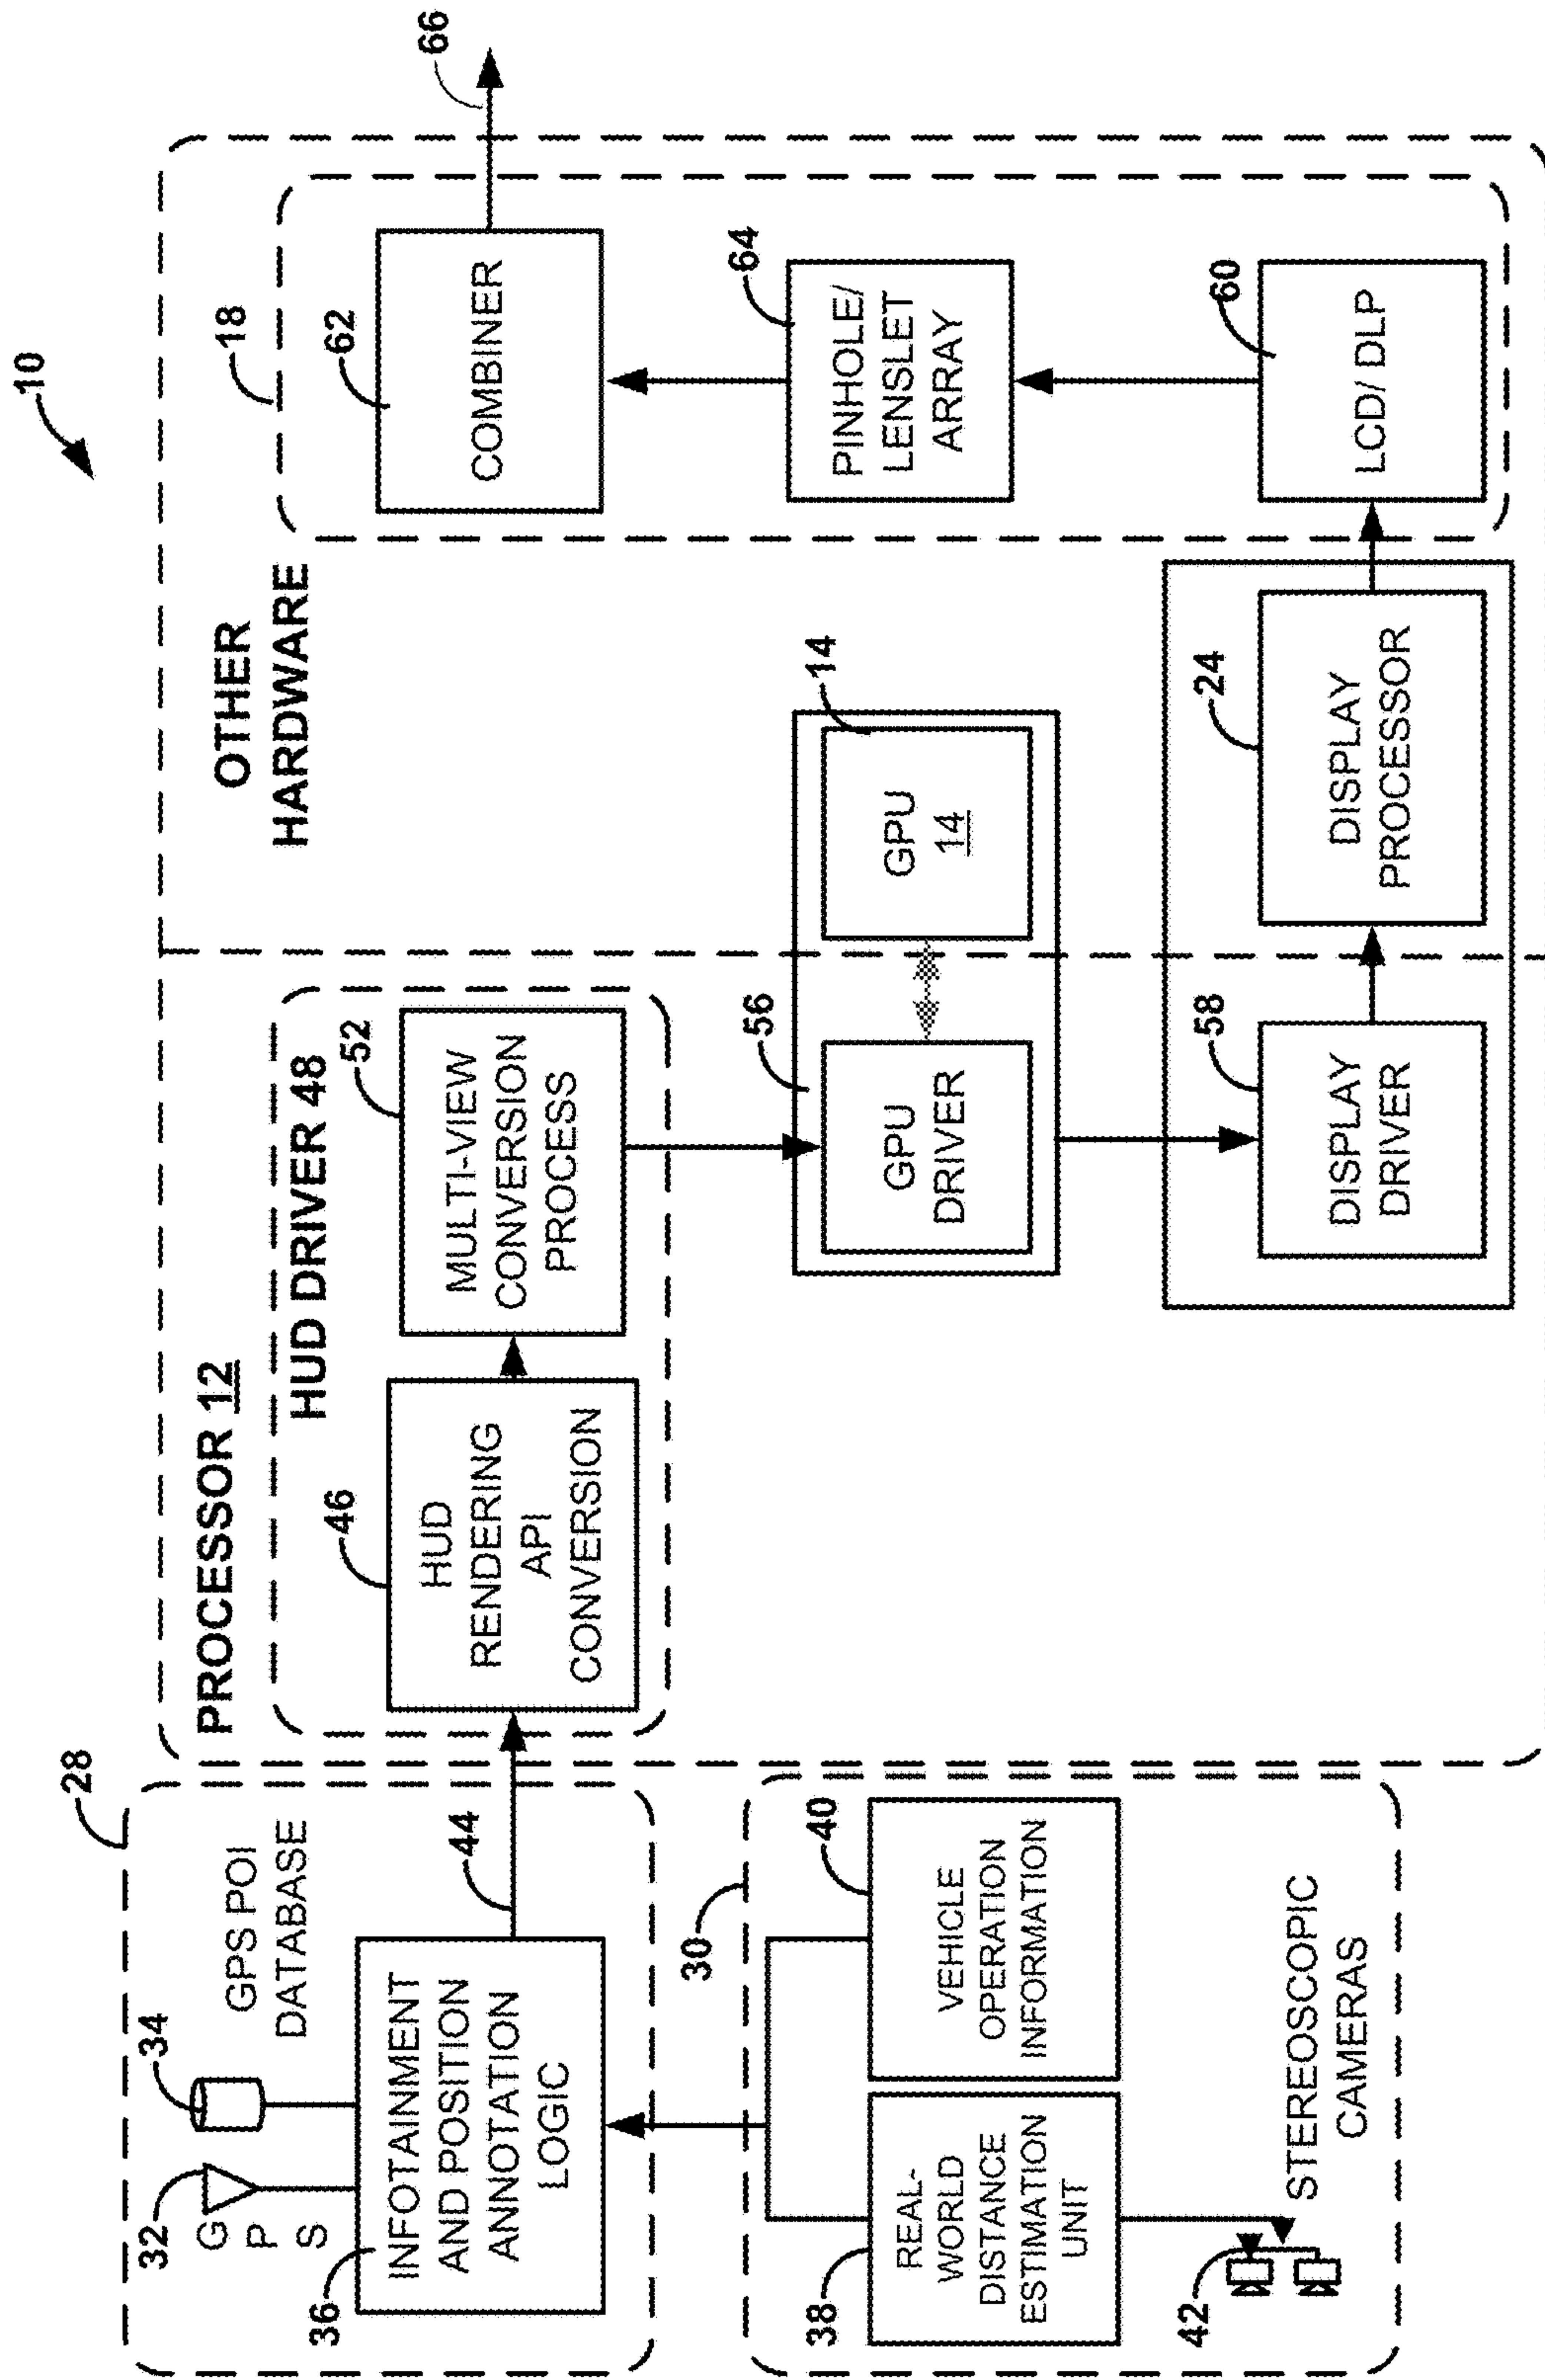 10
28
32
G
P
S
34
GPS POI
DATABASE
36
INFOTAINMENT
AND POSITION
ANNOTATION
LOGIC
44
30
38
REAL-
WORLD
DISTANCE
ESTIMATION
UNIT
40
VEHICLE
OPERATION
INFORMATION
42
STEREOSCOPIC
CAMERAS
PROCESSOR 12
HUD DRIVER 48
46
HUD
RENDERING
API
CONVERSION
52
MULTI-VIEW
CONVERSION
PROCESS
56
GPU
DRIVER
14
GPU
14
58
DISPLAY
DRIVER
24
DISPLAY
PROCESSOR
OTHER
HARDWARE
18
62
COMBINER
66
64
PINHOLE/
LENSLET
ARRAY
60
LCD/ DLP